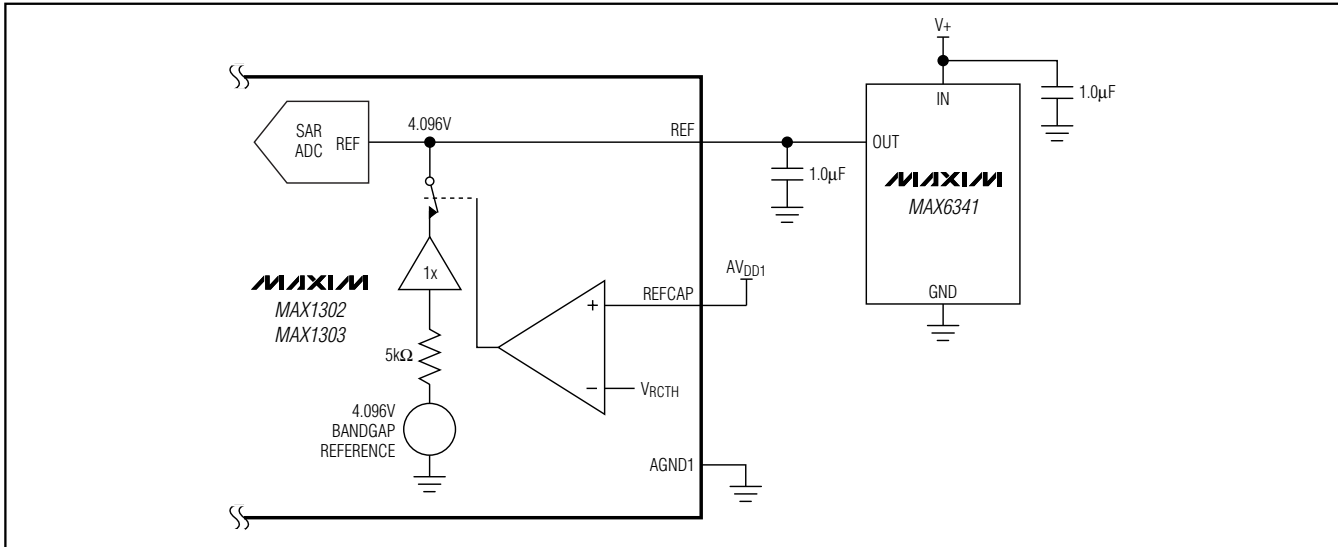 V+
IN
1.0µF
SAR
ADC
REF
4.096V
REF
OUT
1.0µF
MAXIM
MAX6341
GND
1x
MAXIM
MAX1302
MAX1303
AVDD1
REFCAP
+
−
VRCTH
5kΩ
4.096V
BANDGAP
REFERENCE
AGND1